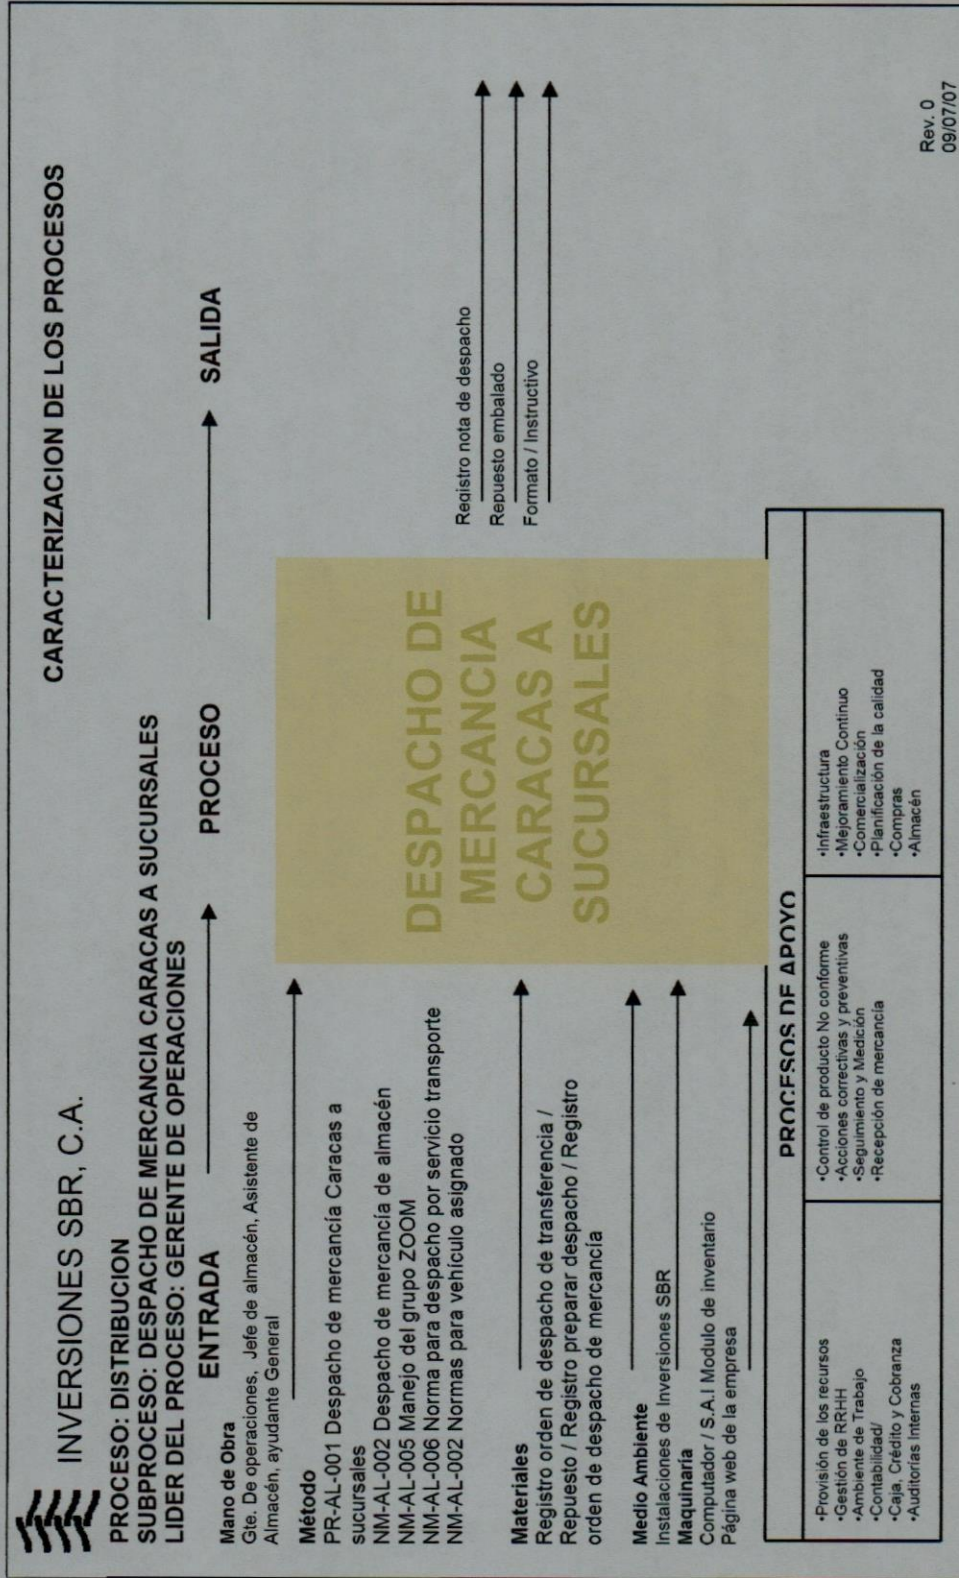 INVERSIONES SBR, C.A.
CARACTERIZACION DE LOS PROCESOS
PROCESO: DISTRIBUCION
SUBPROCESO: DESPACHO DE MERCANCIA CARACAS A SUCURSALES
LIDER DEL PROCESO: GERENTE DE OPERACIONES
ENTRADA
PROCESO
SALIDA
Mano de Obra
Gte. De operaciones, Jefe de almacén, Asistente de
Almacén, ayudante General
Método
PR-AL-001 Despacho de mercancía Caracas a
sucursales
NM-AL-002 Despacho de mercancía de almacén
NM-AL-005 Manejo del grupo ZOOM
NM-AL-006 Norma para despacho por servicio transporte
NM-AL-002 Normas para vehículo asignado
Materiales
Registro orden de despacho de transferencia /
Repuesto / Registro preparar despacho / Registro
orden de despacho de mercancía
Medio Ambiente
Instalaciones de Inversiones SBR
Maquinaría
Computador / S.A.I Modulo de inventario
Página web de la empresa
DESPACHO DE
MERCANCIA
CARACAS A
SUCURSALES
Registro nota de despacho
Repuesto embalado
Formato / Instructivo
PROCESOS DE APOYO
•Provisión de los recursos
•Gestión de RRHH
•Ambiente de Trabajo
•Contabilidad/
•Caja, Crédito y Cobranza
•Auditorías Internas
•Control de producto No conforme
•Acciones correctivas y preventivas
•Seguimiento y Medición
•Recepción de mercancía
•Infraestructura
•Mejoramiento Continuo
•Comercialización
•Planificación de la calidad
•Compras
•Almacén
Rev. 0
09/07/07